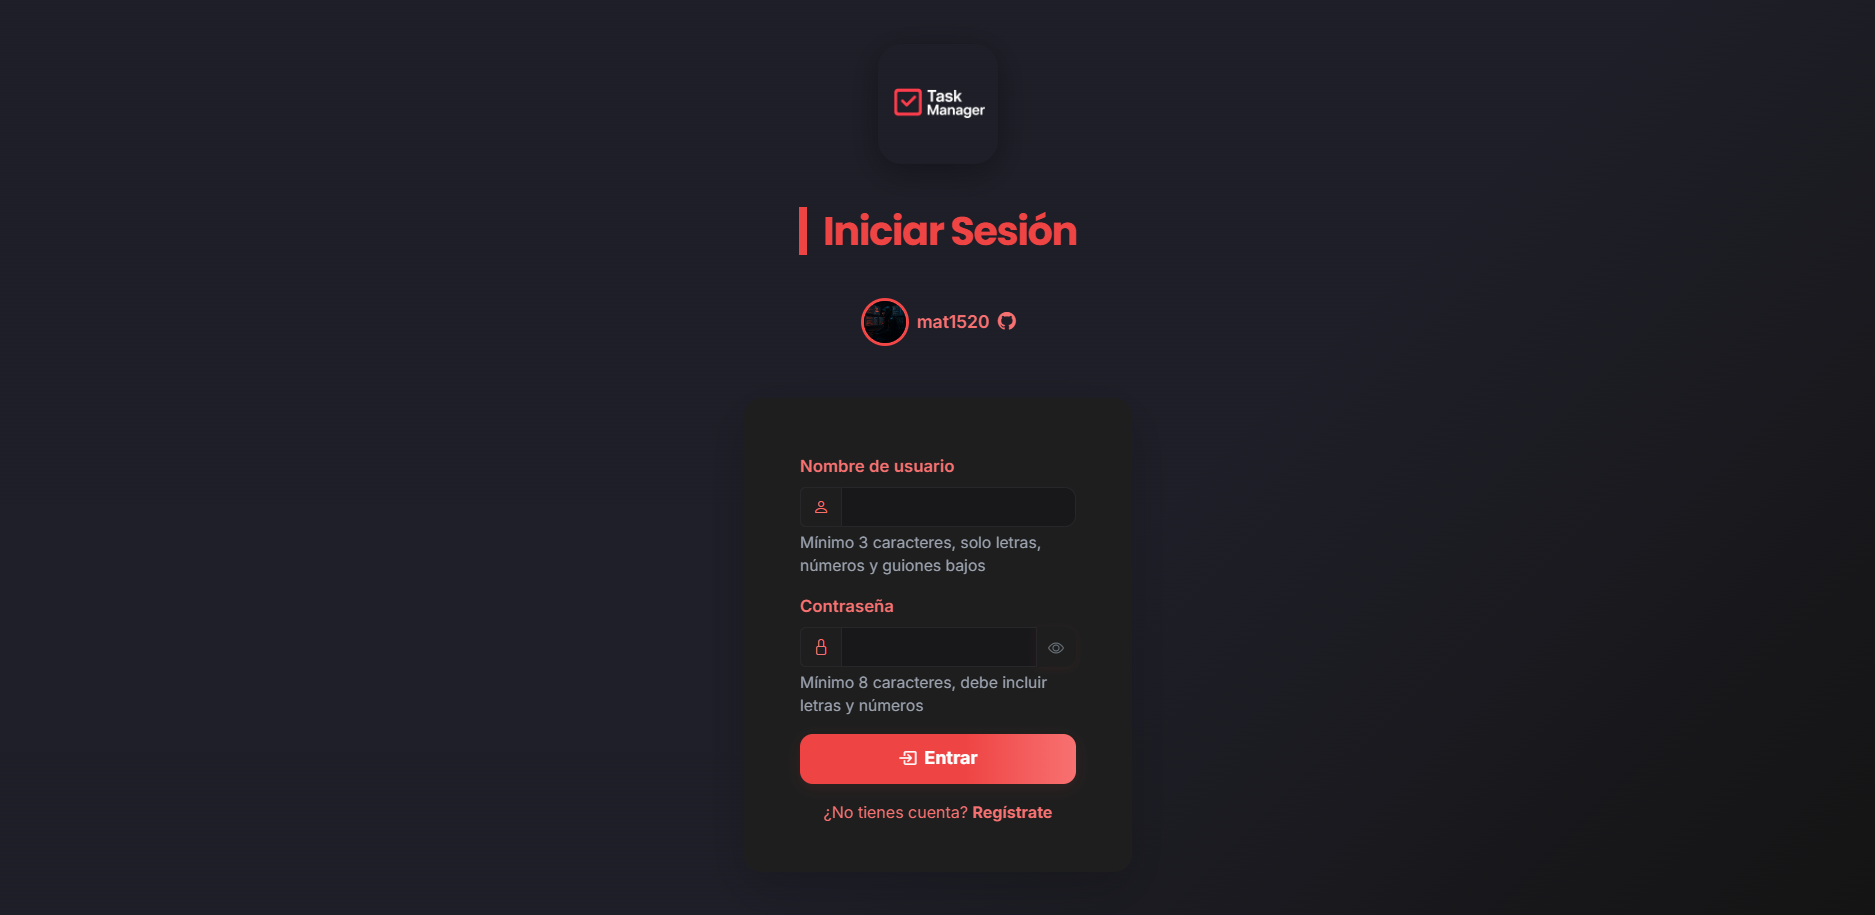 Task
Manager
Iniciar Sesión
mat1520
Nombre de usuario
Mínimo 3 caracteres, solo letras,
números y guiones bajos
Contraseña
Mínimo 8 caracteres, debe incluir
letras y números
Entrar
¿No tienes cuenta? Regístrate